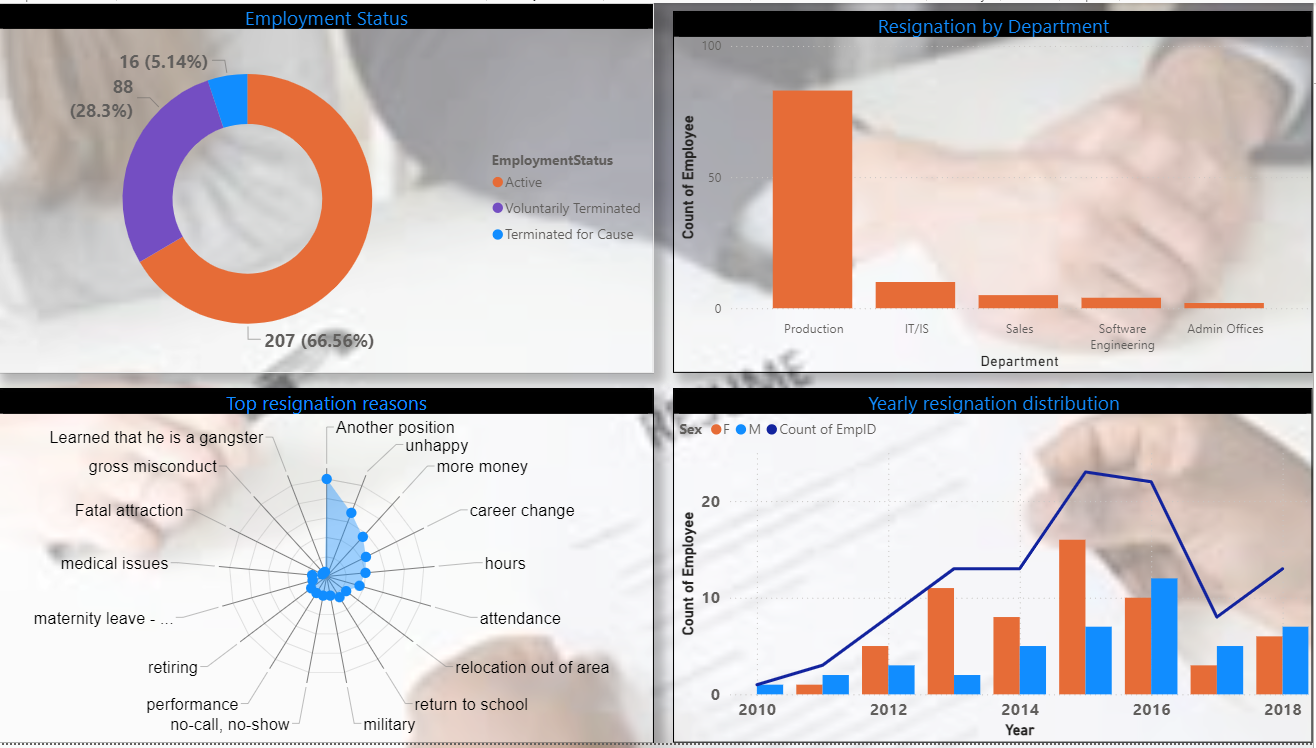 Employment Status
16 (5.14%)
88
(28.3%)
207 (66.56%)
EmploymentStatus
Active
Voluntarily Terminated
Terminated for Cause
Resignation by Department
Count of Employee
100
50
0
Production
IT/IS
Sales
Software
Engineering
Admin Offices
Department
Top resignation reasons
Another position
unhappy
more money
career change
hours
attendance
relocation out of area
return to school
military
no-call, no-show
performance
retiring
maternity leave - ...
medical issues
Fatal attraction
gross misconduct
Learned that he is a gangster
Yearly resignation distribution
Sex F M Count of EmpID
Count of Employee
20
10
0
2010 2012 2014 2016 2018
Year